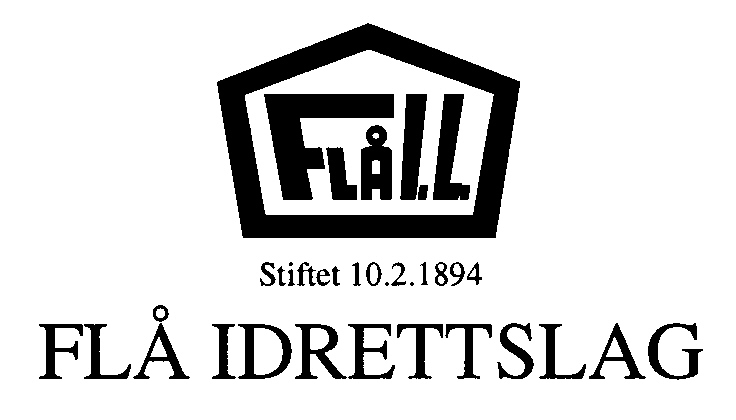 FLÅ I.L.
Stiftet 10.2.1894
FLÅ IDRETTSLAG